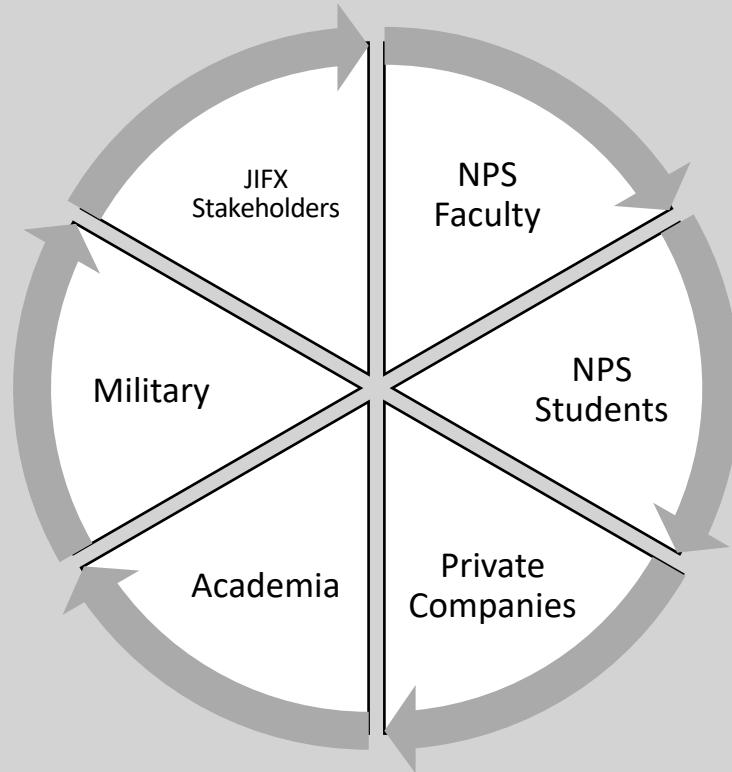 JIFX
Stakeholders
NPS
Faculty
Military
NPS
Students
Academia
Private
Companies